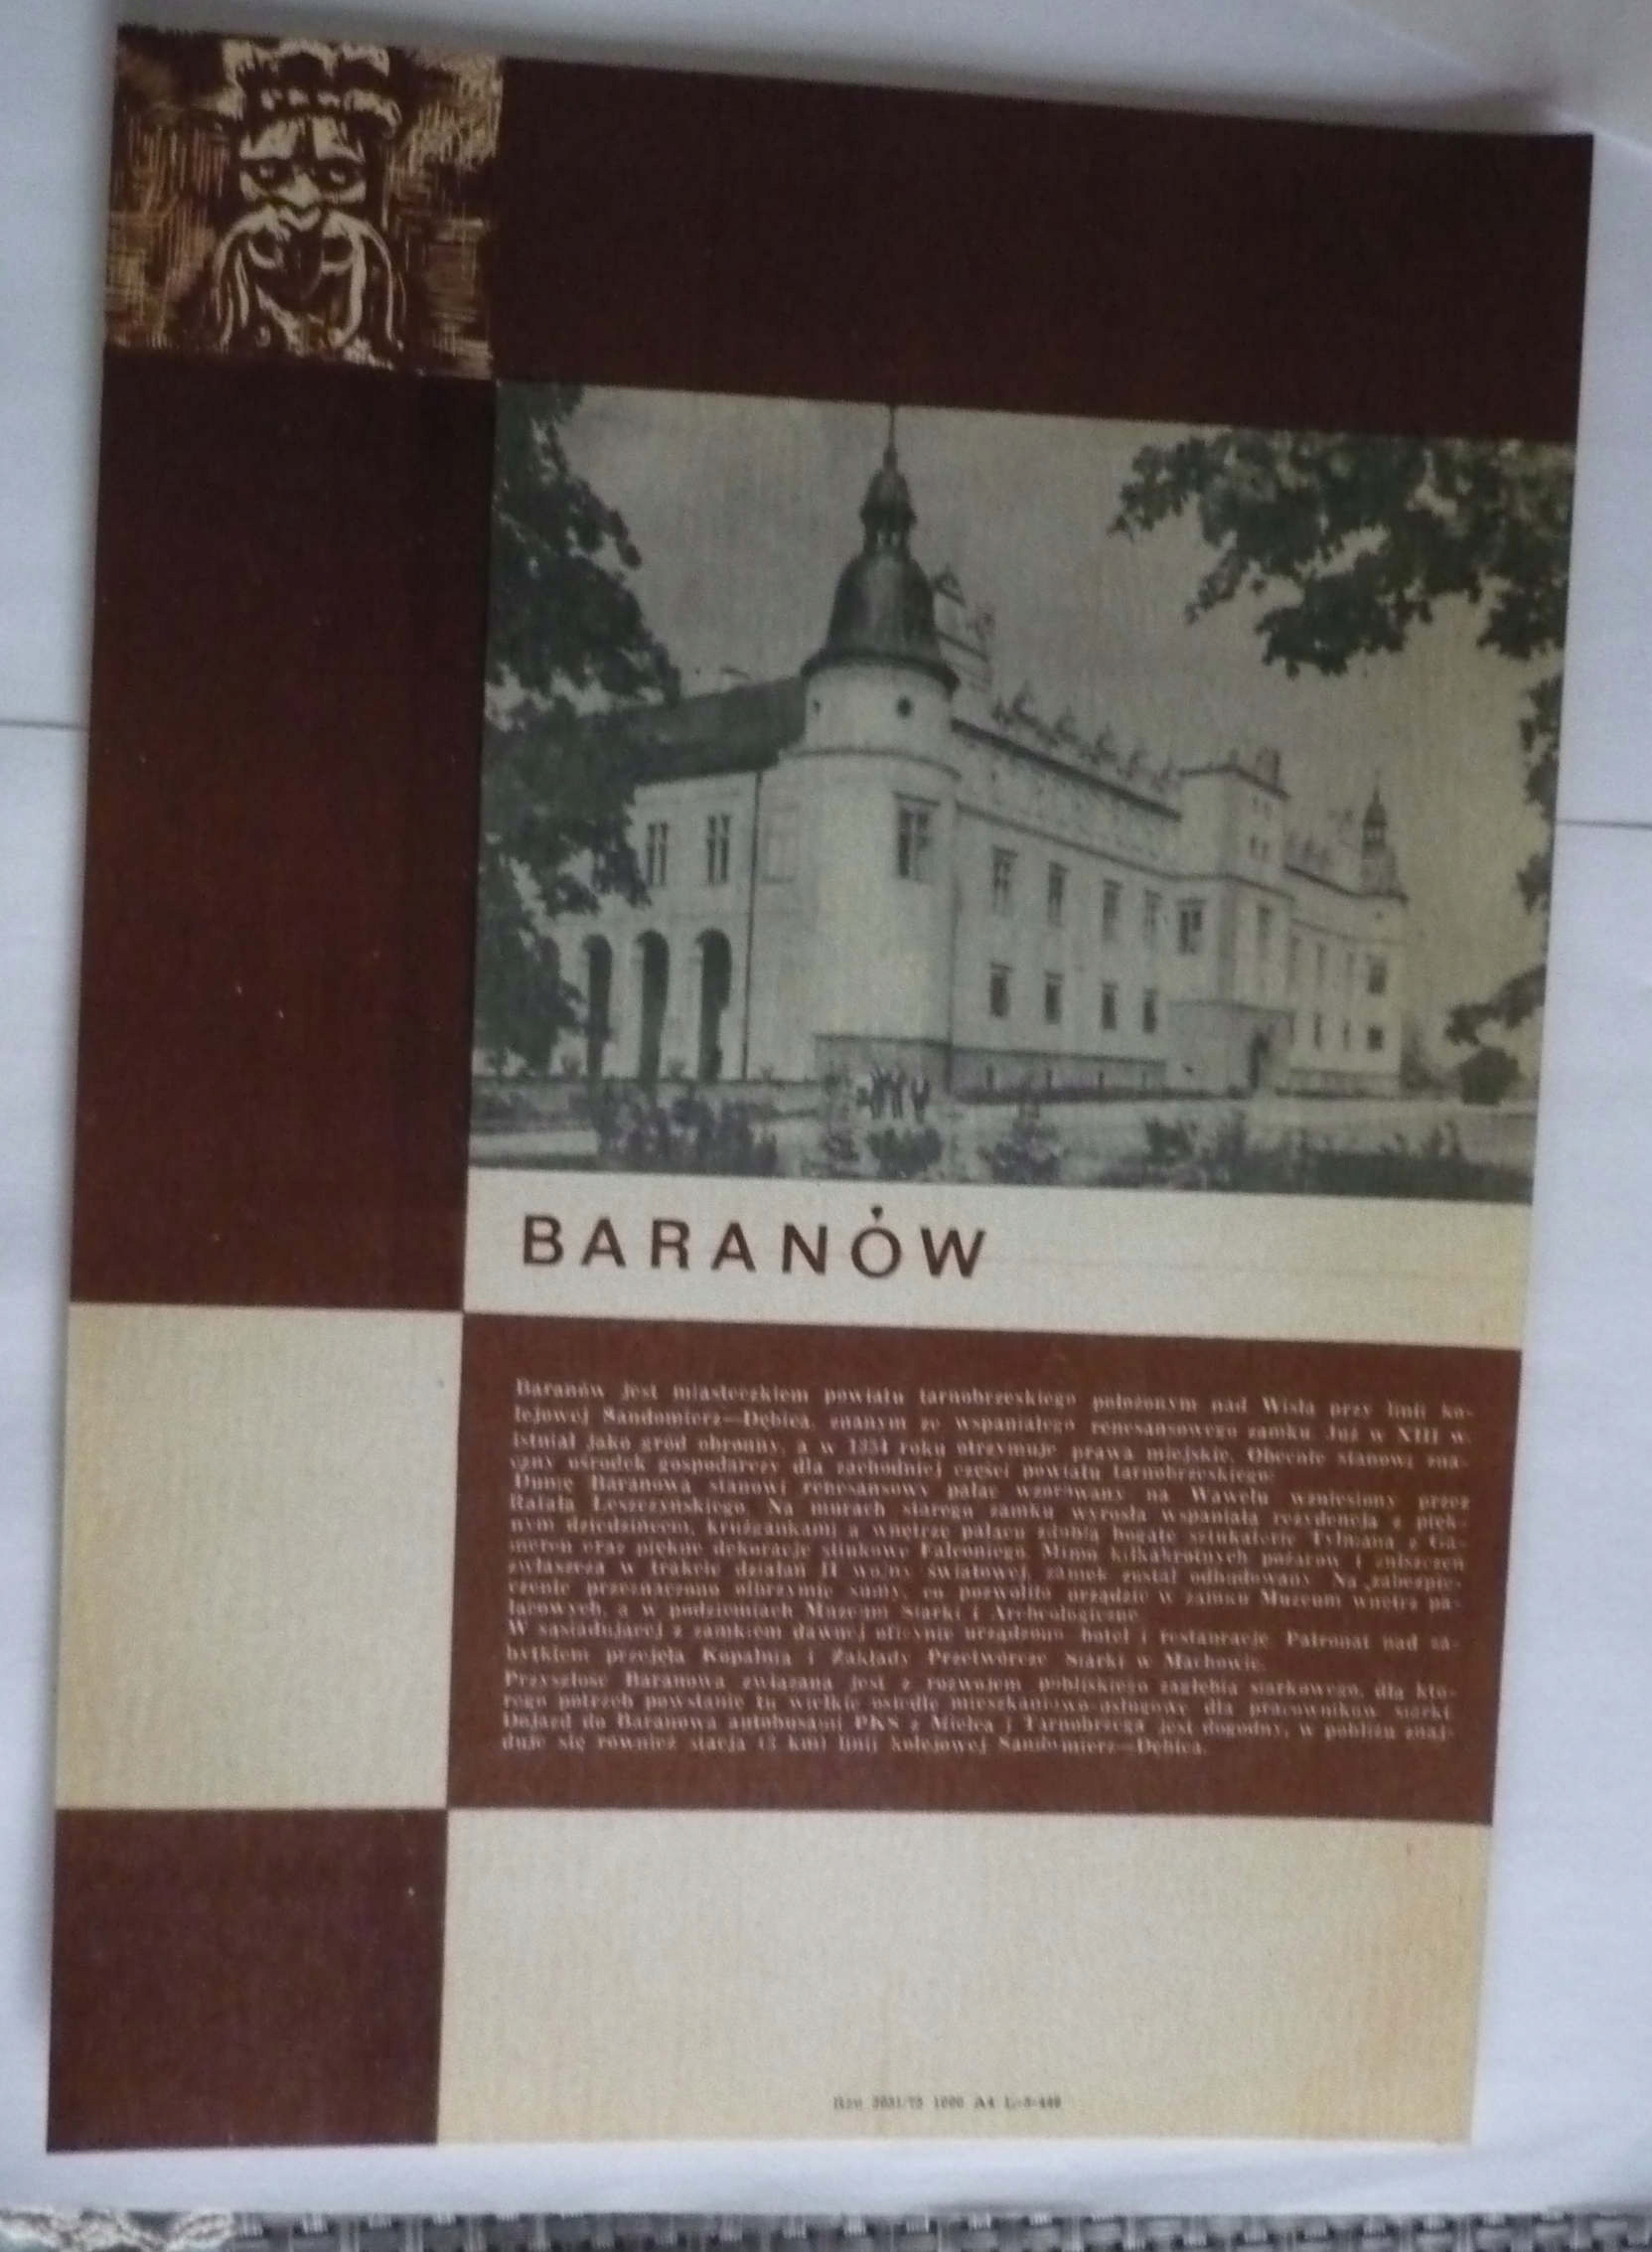 BARANÓW
Baranów jest miasteczkiem powiatu tarnobrzeskiego położonym nad Wisłą przy linii ko-
lejowej Sandomierz—Dębica, znanym ze wspaniałego renesansowego zamku. Już w XIII w.
istniał jako gród obronny, a w 1354 roku otrzymuje prawa miejskie. Obecnie stanowi zna-
czny ośrodek gospodarczy dla zachodniej części powiatu tarnobrzeskiego.
Dumę Baranowa stanowi renesansowy pałac wzorowany na Wawelu wzniesiony przez
Rafała Leszczyńskiego. Na murach starego zamku wyrosła wspaniała rezydencja z pięk-
nym dziedzińcem, krużgankami a wnętrze pałacu zdobią bogate sztukaterie Tylmana z Ga-
meren oraz piękne dekoracje stiukowe Falconiego. Mimo kilkakrotnych pożarów i zniszczeń
zwłaszcza w trakcie działań II wojny światowej, zamek został odbudowany. Na zabezpie-
czenie przeznaczono olbrzymie sumy, co pozwoliło urządzić w zamku Muzeum wnętrz pa-
łacowych, a w podziemiach Muzeum Siarki i Archeologiczne.
W sąsiadującej z zamkiem dawnej oficynie urządzono hotel i restaurację. Patronat nad za-
bytkiem przejęła Kopalnia i Zakłady Przetwórcze Siarki w Machowie.
Przyszłość Baranowa związana jest z rozwojem pobliskiego zagłębia siarkowego, dla któ-
rego potrzeb powstanie tu wielkie osiedle mieszkaniowo-usługowe dla pracowników siarki.
Dojazd do Baranowa autobusami PKS z Mielca i Tarnobrzega jest dogodny, w pobliżu znaj-
duje się również stacja (3 km) linii kolejowej Sandomierz—Dębica.
1000 A4